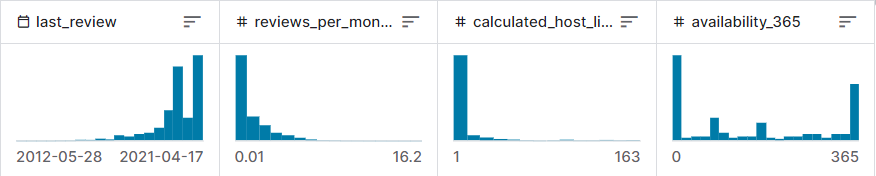 last_review
# reviews_per_mon...
# calculated_host_li...
# availability_365
2012-05-28 2021-04-17
0.01 16.2
1 163
0 365